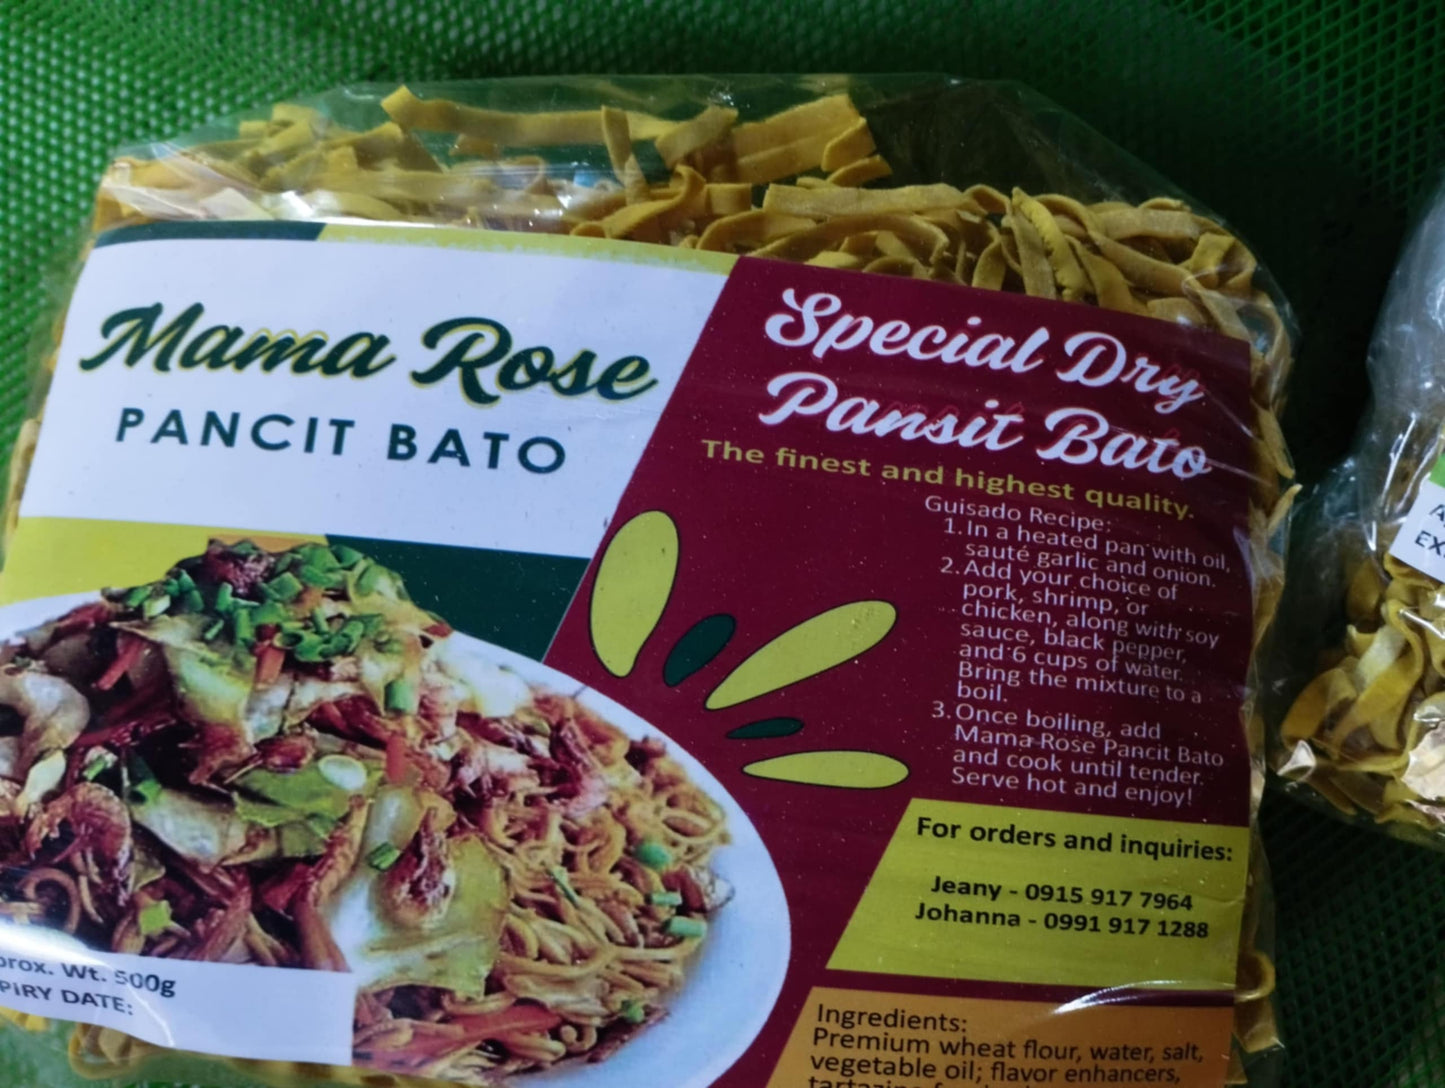 Mama Rose
PANCIT BATO
Special Dry
Pansit Bato
The finest and highest quality.
Guisado Recipe:
1. In a heated pan with oil,
sauté garlic and onion.
2. Add your choice of
pork, shrimp, or
chicken, along with soy
sauce, black pepper,
and 6 cups of water.
Bring the mixture to a
boil.
3. Once boiling, add
Mama Rose Pancit Bato
and cook until tender.
Serve hot and enjoy!
For orders and inquiries:
Jeany - 0915 917 7964
Johanna - 0991 917 1288
prox. Wt. 500g
PIRY DATE:
Ingredients:
Premium wheat flour, water, salt,
vegetable oil; flavor enhancers,